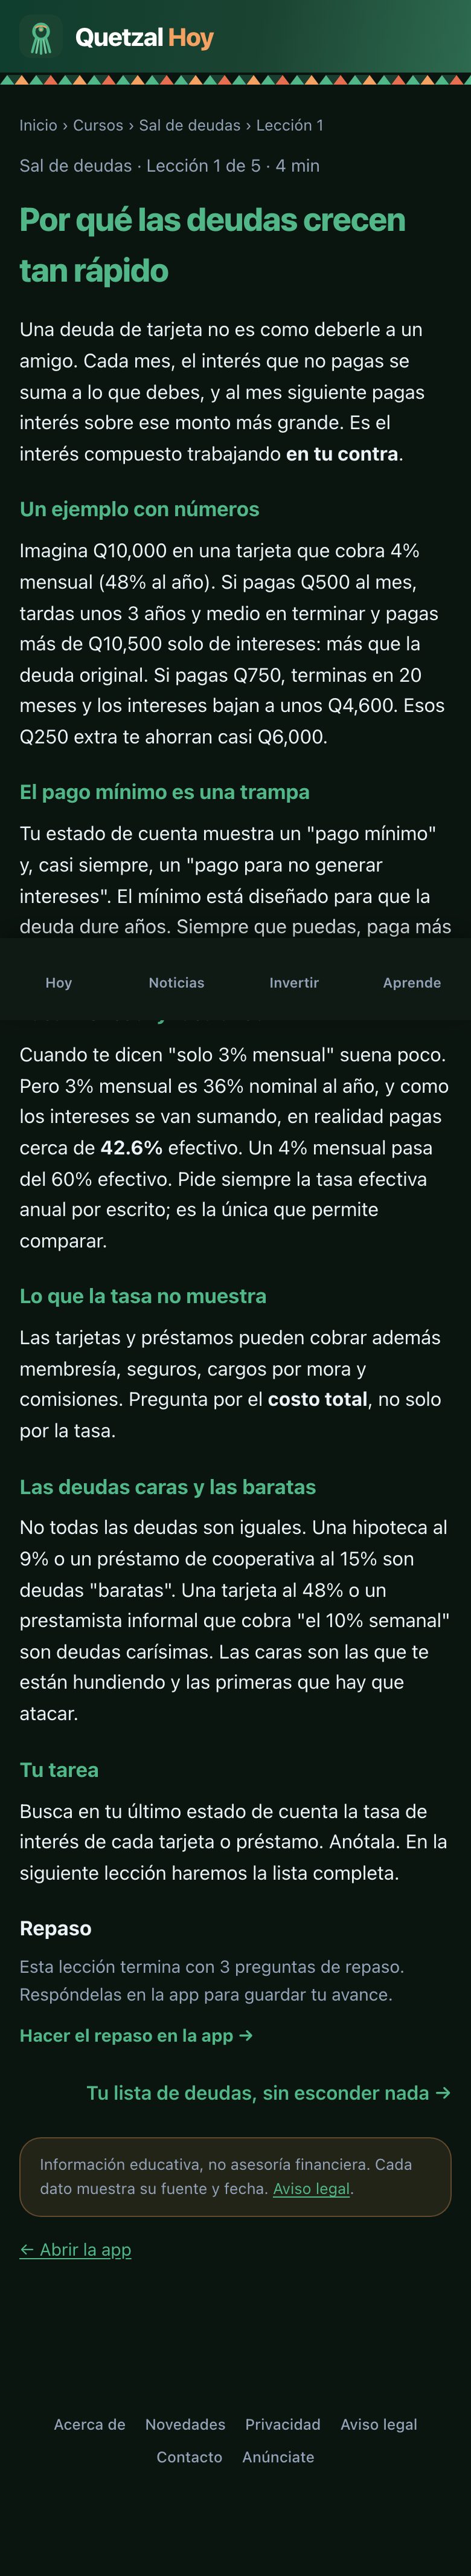 Quetzal Hoy
Inicio › Cursos › Sal de deudas › Lección 1
Sal de deudas · Lección 1 de 5 · 4 min
Por qué las deudas crecen
tan rápido
Una deuda de tarjeta no es como deberle a un
amigo. Cada mes, el interés que no pagas se
suma a lo que debes, y al mes siguiente pagas
interés sobre ese monto más grande. Es el
interés compuesto trabajando en tu contra.
Un ejemplo con números
Imagina Q10,000 en una tarjeta que cobra 4%
mensual (48% al año). Si pagas Q500 al mes,
tardas unos 3 años y medio en terminar y pagas
más de Q10,500 solo de intereses: más que la
deuda original. Si pagas Q750, terminas en 20
meses y los intereses bajan a unos Q4,600. Esos
Q250 extra te ahorran casi Q6,000.
El pago mínimo es una trampa
Tu estado de cuenta muestra un "pago mínimo"
y, casi siempre, un "pago para no generar
intereses". El mínimo está diseñado para que la
deuda dure años. Siempre que puedas, paga más
Hoy Noticias Invertir Aprende
Cuando te dicen "solo 3% mensual" suena poco.
Pero 3% mensual es 36% nominal al año, y como
los intereses se van sumando, en realidad pagas
cerca de 42.6% efectivo. Un 4% mensual pasa
del 60% efectivo. Pide siempre la tasa efectiva
anual por escrito; es la única que permite
comparar.
Lo que la tasa no muestra
Las tarjetas y préstamos pueden cobrar además
membresía, seguros, cargos por mora y
comisiones. Pregunta por el costo total, no solo
por la tasa.
Las deudas caras y las baratas
No todas las deudas son iguales. Una hipoteca al
9% o un préstamo de cooperativa al 15% son
deudas "baratas". Una tarjeta al 48% o un
prestamista informal que cobra "el 10% semanal"
son deudas carísimas. Las caras son las que te
están hundiendo y las primeras que hay que
atacar.
Tu tarea
Busca en tu último estado de cuenta la tasa de
interés de cada tarjeta o préstamo. Anótala. En la
siguiente lección haremos la lista completa.
Repaso
Esta lección termina con 3 preguntas de repaso.
Respóndelas en la app para guardar tu avance.
Hacer el repaso en la app →
Tu lista de deudas, sin esconder nada →
Información educativa, no asesoría financiera. Cada
dato muestra su fuente y fecha. Aviso legal.
← Abrir la app
Acerca de Novedades Privacidad Aviso legal
Contacto Anúnciate